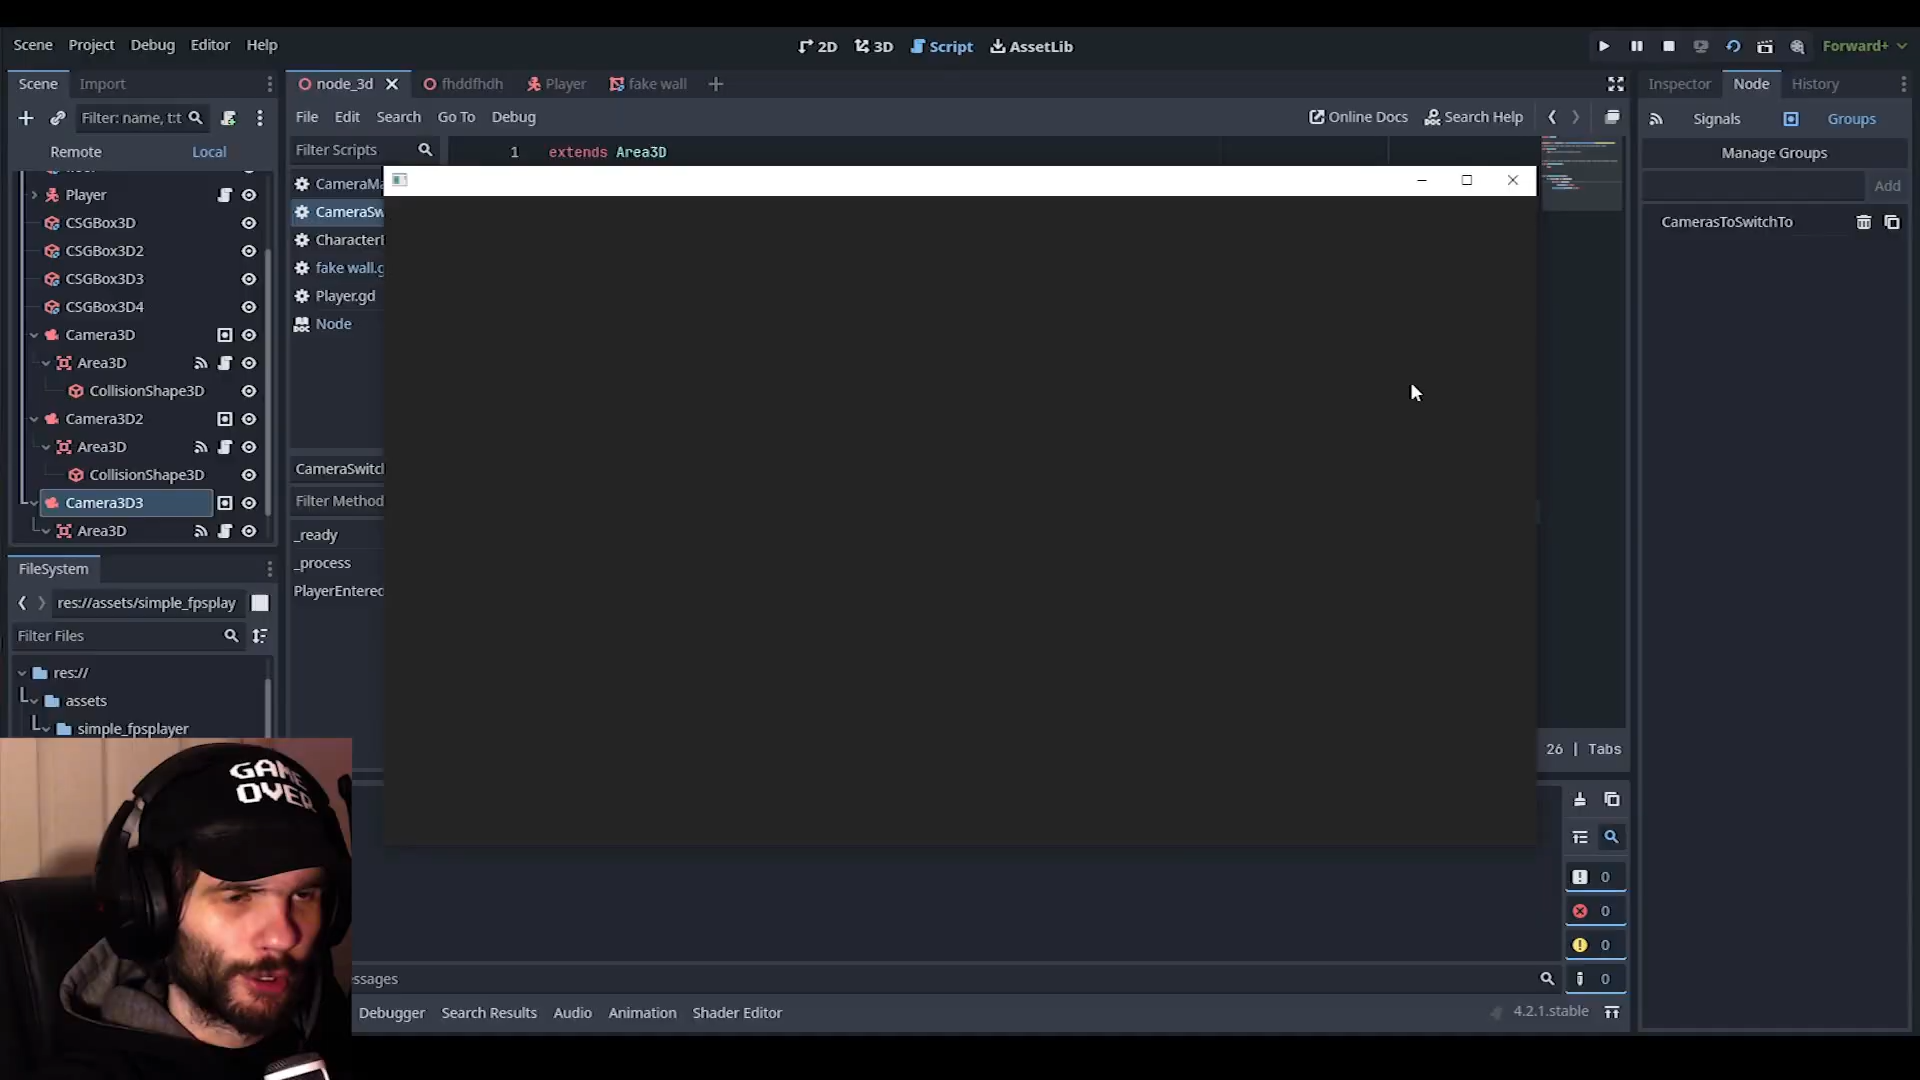 Scene Project Debug Editor Help
2D 3D Script AssetLib
Forward+
Scene Import
node_3d fhddfhdh Player fake wall
Inspector Node History
Filter: name, t:t
File Edit Search Go To Debug
Online Docs Search Help
Signals Groups
Remote Local
Filter Scripts
1 extends Area3D
Manage Groups
Add
CamerasToSwitchTo
Player
CSGBox3D
CSGBox3D2
CSGBox3D3
CSGBox3D4
Camera3D
Area3D
CollisionShape3D
Camera3D2
Area3D
CollisionShape3D
Camera3D3
Area3D
CameraMa
CameraSw
Character
fake wall.g
Player.gd
Node
CameraSwitch
Filter Method
_ready
_process
PlayerEntered
FileSystem
res://assets/simple_fpsplay
Filter Files
res://
assets
simple_fpsplayer
GAME
OVER
26 | Tabs
0
0
0
0
ssages
Debugger Search Results Audio Animation Shader Editor
4.2.1.stable